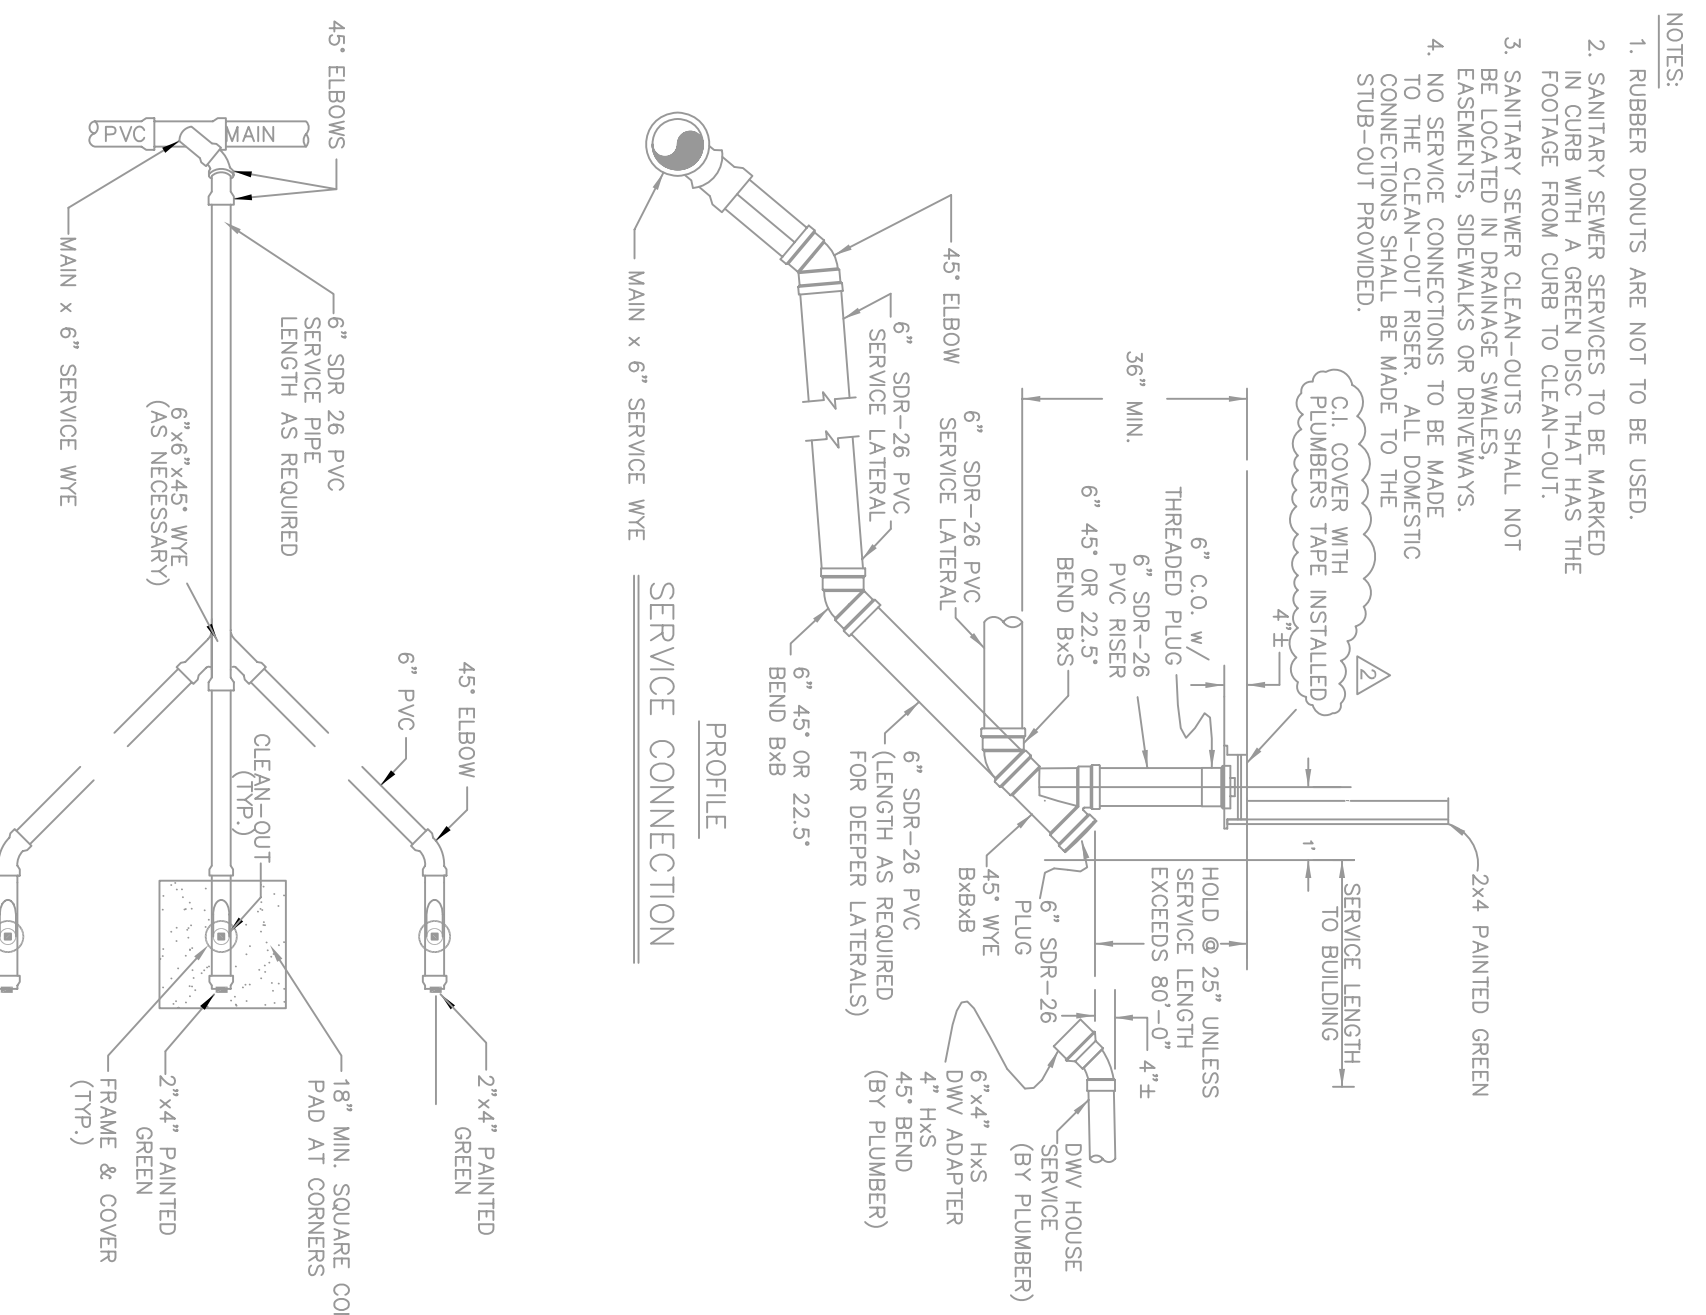 NOTES:
1. RUBBER DONUTS ARE NOT TO BE USED.
2. SANITARY SEWER SERVICES TO BE MARKED
IN CURB WITH A GREEN DISC THAT HAS THE
FOOTAGE FROM CURB TO CLEAN-OUT.
3. SANITARY SEWER CLEAN-OUTS SHALL NOT
BE LOCATED IN DRAINAGE SWALES,
EASEMENTS, SIDEWALKS OR DRIVEWAYS.
4. NO SERVICE CONNECTIONS TO BE MADE
TO THE CLEAN-OUT RISER. ALL DOMESTIC
CONNECTIONS SHALL BE MADE TO THE
STUB-OUT PROVIDED.
2x4 PAINTED GREEN
2
C.I. COVER WITH
PLUMBERS TAPE INSTALLED
4"±
1'
SERVICE LENGTH
TO BUILDING
36" MIN.
6" C.O. w/
THREADED PLUG
6" SDR-26
PVC RISER
6" 45° OR 22.5°
BEND BxS
HOLD @ 25" UNLESS
SERVICE LENGTH
EXCEEDS 80'-0"
4"±
6" SDR-26
PLUG
45° WYE
BxBxB
DWV HOUSE
SERVICE
(BY PLUMBER)
6"x4" HxS
DWV ADAPTER
4" HxS
45° BEND
(BY PLUMBER)
6" SDR-26 PVC
SERVICE LATERAL
45° ELBOW
6" SDR-26 PVC
SERVICE LATERAL
6" SDR-26 PVC
(LENGTH AS REQUIRED
FOR DEEPER LATERALS)
6" 45° OR 22.5°
BEND BxB
MAIN x 6" SERVICE WYE
PROFILE
SERVICE CONNECTION
45° ELBOWS
PVC MAIN
MAIN x 6" SERVICE WYE
6" SDR 26 PVC
SERVICE PIPE
LENGTH AS REQUIRED
6"x6"x45° WYE
(AS NECESSARY)
45° ELBOW
6" PVC
CLEAN-OUT
(TYP.)
2"x4" PAINTED
GREEN
18" MIN. SQUARE
PAD AT CORNERS
2"x4" PAINTED
GREEN
FRAME & COVER
(TYP.)